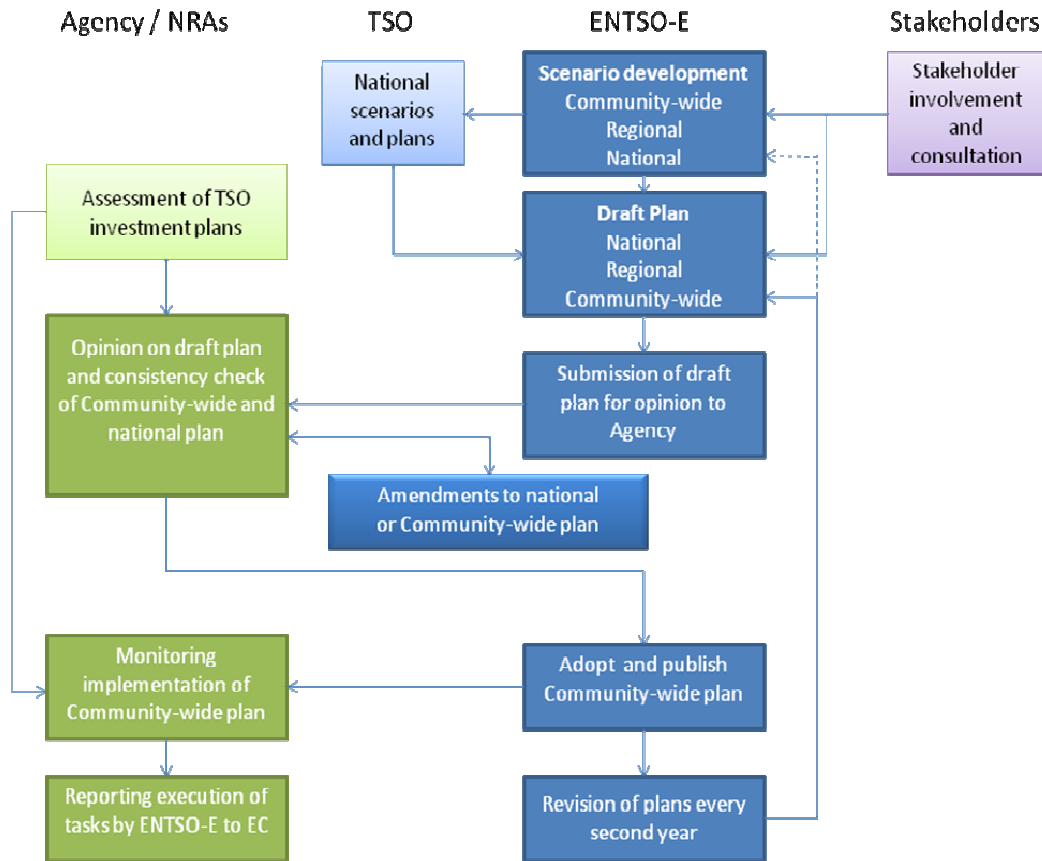 Agency / NRAs
TSO
ENTSO-E
Stakeholders
National
scenarios
and plans
Scenario development
Community-wide
Regional
National
Stakeholder
involvement
and
consultation
Assessment of TSO
investment plans
Draft Plan
National
Regional
Community-wide
Opinion on draft plan
and consistency check
of Community-wide and
national plan
Submission of draft
plan for opinion to
Agency
Amendments to national
or Community-wide plan
Monitoring
implementation of
Community-wide plan
Adopt and publish
Community-wide plan
Reporting execution of
tasks by ENTSO-E to EC
Revision of plans every
second year